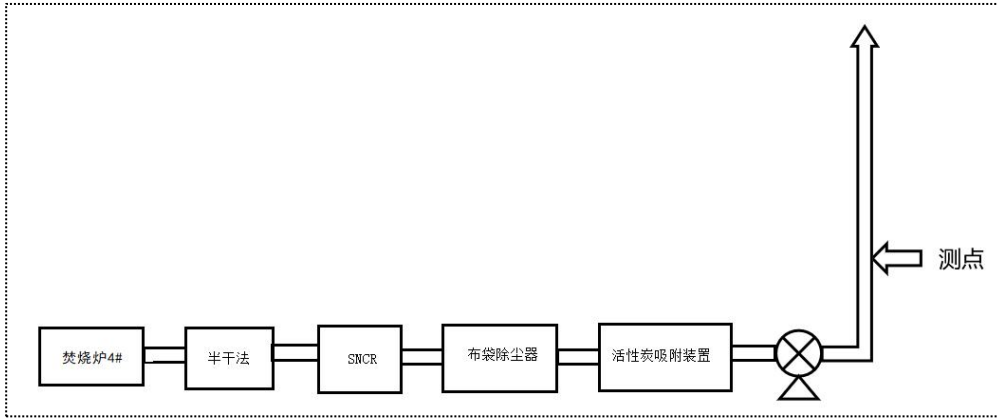 测点
焚烧炉4#
半干法
SNCR
布袋除尘器
活性炭吸附装置